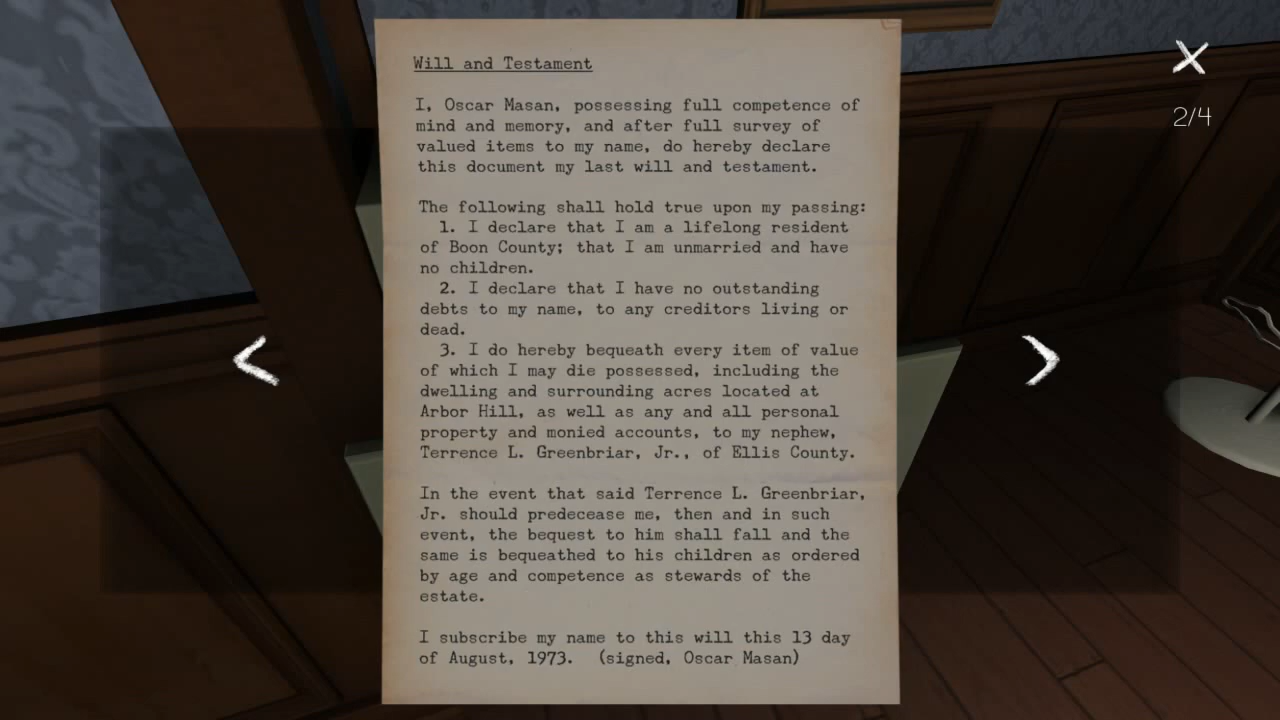 Will and Testament
I, Oscar Masan, possessing full competence of
mind and memory, and after full survey of
valued items to my name, do hereby declare
this document my last will and testament.
The following shall hold true upon my passing:
1. I declare that I am a lifelong resident
of Boon County; that I am unmarried and have
no children.
2. I declare that I have no outstanding
debts to my name, to any creditors living or
dead.
3. I do hereby bequeath every item of value
of which I may die possessed, including the
dwelling and surrounding acres located at
Arbor Hill, as well as any and all personal
property and monied accounts, to my nephew,
Terrence L. Greenbriar, Jr., of Ellis County.
In the event that said Terrence L. Greenbriar,
Jr. should predecease me, then and in such
event, the bequest to him shall fall and the
same is bequeathed to his children as ordered
by age and competence as stewards of the
estate.
I subscribe my name to this will this 13 day
of August, 1973. (signed, Oscar Masan)
2/4